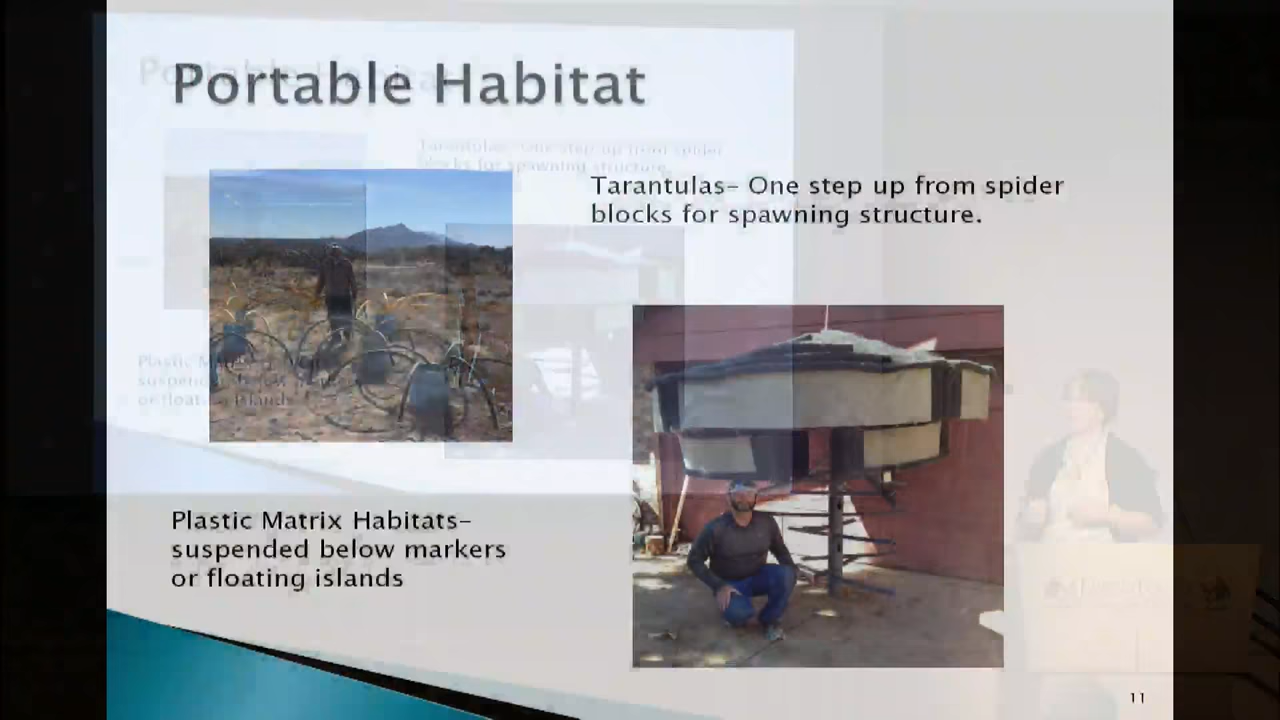 Portable Habitat
Tarantulas– One step up from spider
blocks for spawning structure.
Plastic Matrix Habitats–
suspended below markers
or floating islands
11